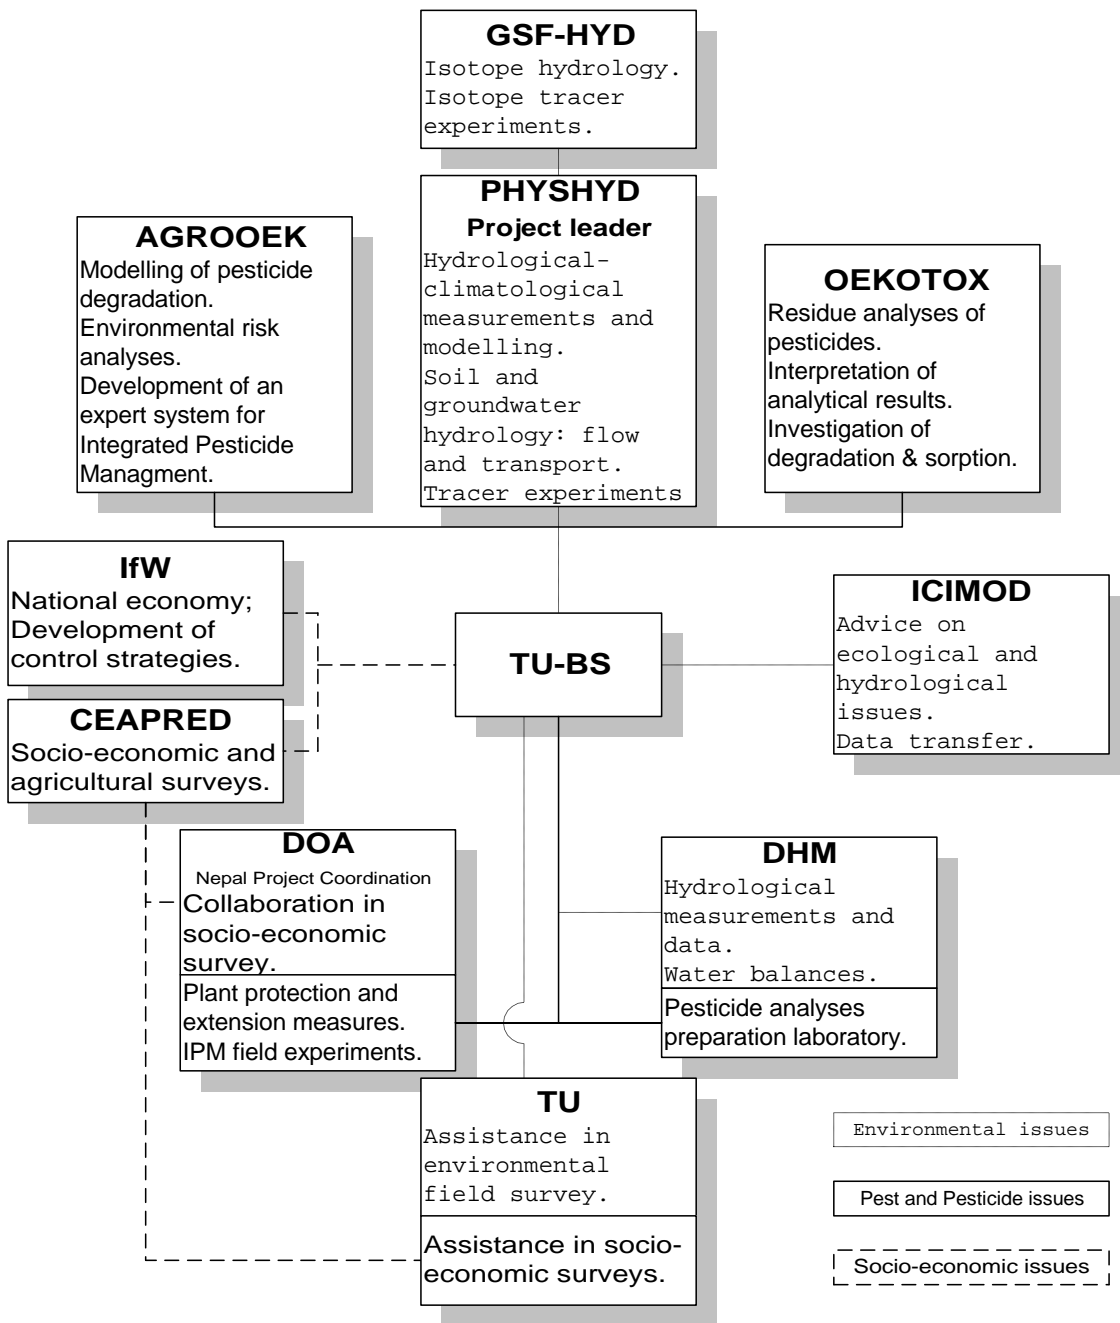 GSF-HYD
Isotope hydrology.
Isotope tracer
experiments.
PHYSHYD
Project leader
Hydrological-
climatological
measurements and
modelling.
Soil and
groundwater
hydrology: flow
and transport.
Tracer experiments
AGROOEK
Modelling of pesticide
degradation.
Environmental risk
analyses.
Development of an
expert system for
Integrated Pesticide
Managment.
OEKOTOX
Residue analyses of
pesticides.
Interpretation of
analytical results.
Investigation of
degradation & sorption.
IfW
National economy;
Development of
control strategies.
TU-BS
ICIMOD
Advice on
ecological and
hydrological
issues.
Data transfer.
CEAPRED
Socio-economic and
agricultural surveys.
DOA
Nepal Project Coordination
Collaboration in
socio-economic
survey.
Plant protection and
extension measures.
IPM field experiments.
DHM
Hydrological
measurements and
data.
Water balances.
Pesticide analyses
preparation laboratory.
TU
Assistance in
environmental
field survey.
Assistance in socio-
economic surveys.
Environmental issues
Pest and Pesticide issues
Socio-economic issues